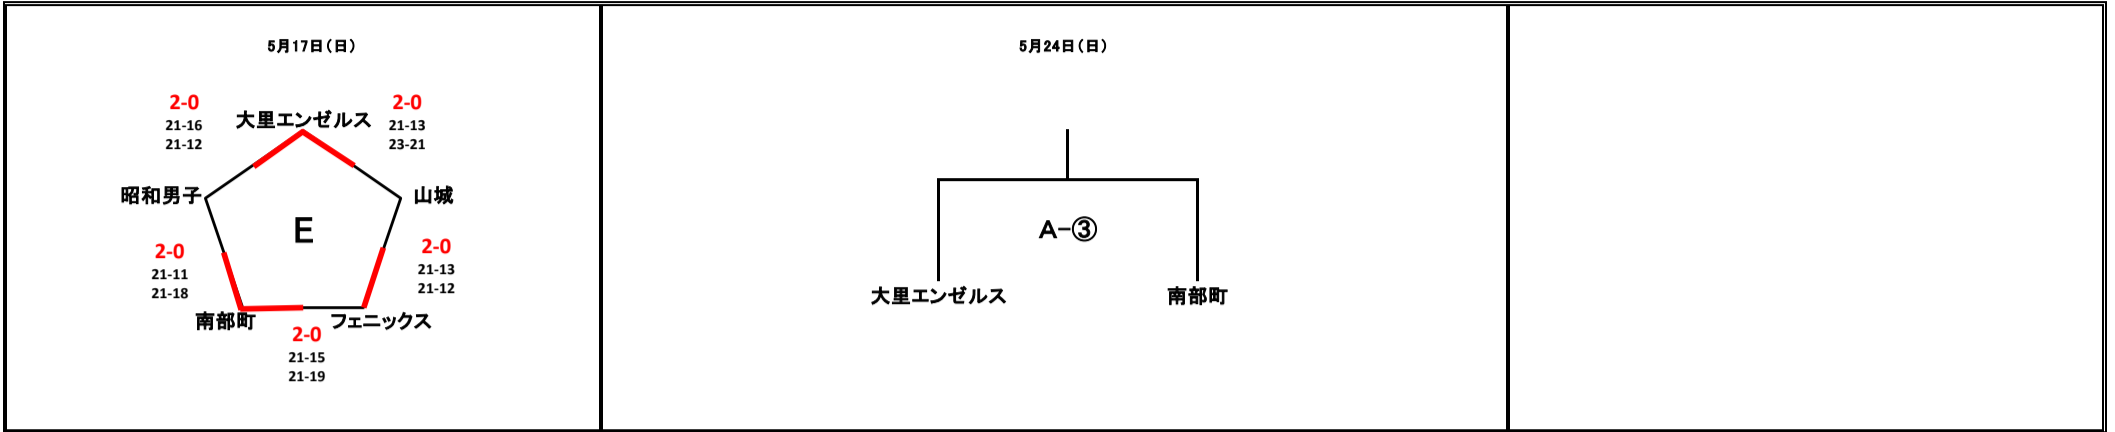 5月17日(日)
2-0
21-16
21-12
大里エンゼルス
2-0
21-13
23-21
昭和男子
山城
E
2-0
21-11
21-18
2-0
21-13
21-12
南部町
フェニックス
2-0
21-15
21-19
5月24日(日)
A-③
大里エンゼルス
南部町